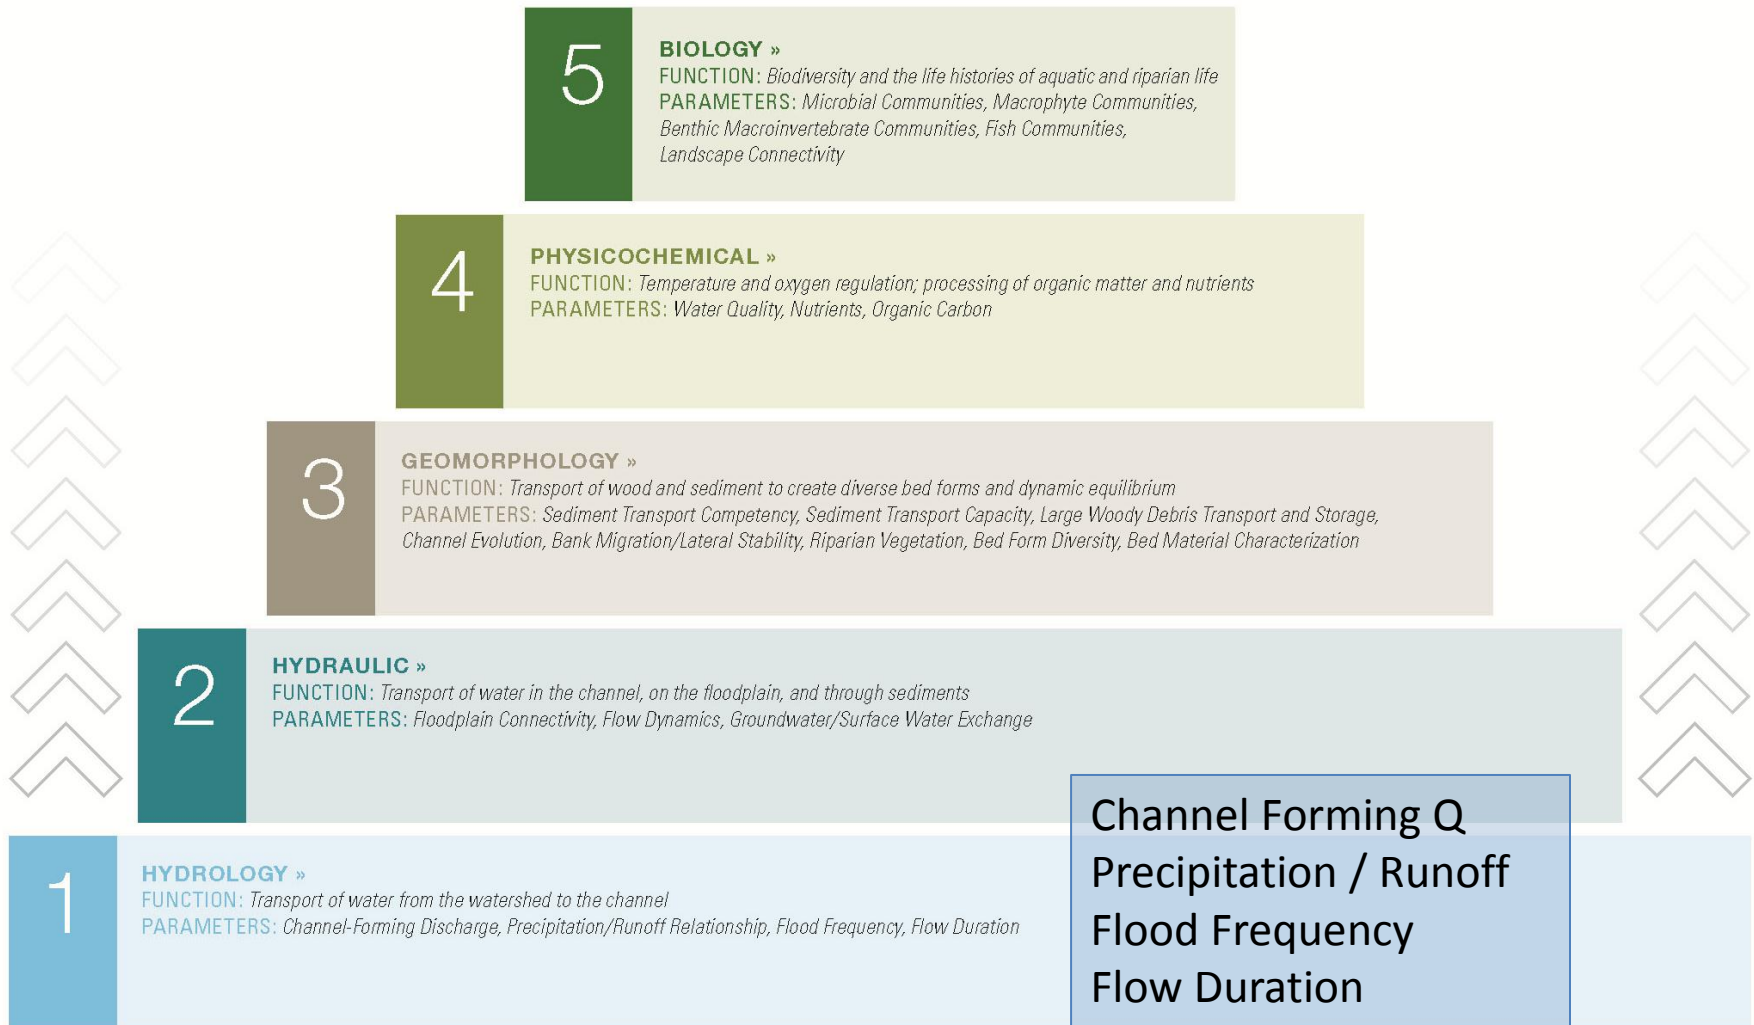 5
BIOLOGY »
FUNCTION: Biodiversity and the life histories of aquatic and riparian life
PARAMETERS: Microbial Communities, Macrophyte Communities,
Benthic Macroinvertebrate Communities, Fish Communities,
Landscape Connectivity
4
PHYSICOCHEMICAL »
FUNCTION: Temperature and oxygen regulation; processing of organic matter and nutrients
PARAMETERS: Water Quality, Nutrients, Organic Carbon
3
GEOMORPHOLOGY »
FUNCTION: Transport of wood and sediment to create diverse bed forms and dynamic equilibrium
PARAMETERS: Sediment Transport Competency, Sediment Transport Capacity, Large Woody Debris Transport and Storage,
Channel Evolution, Bank Migration/Lateral Stability, Riparian Vegetation, Bed Form Diversity, Bed Material Characterization
2
HYDRAULIC »
FUNCTION: Transport of water in the channel, on the floodplain, and through sediments
PARAMETERS: Floodplain Connectivity, Flow Dynamics, Groundwater/Surface Water Exchange
1
HYDROLOGY »
FUNCTION: Transport of water from the watershed to the channel
PARAMETERS: Channel-Forming Discharge, Precipitation/Runoff Relationship, Flood Frequency, Flow Duration
Channel Forming Q
Precipitation / Runoff
Flood Frequency
Flow Duration